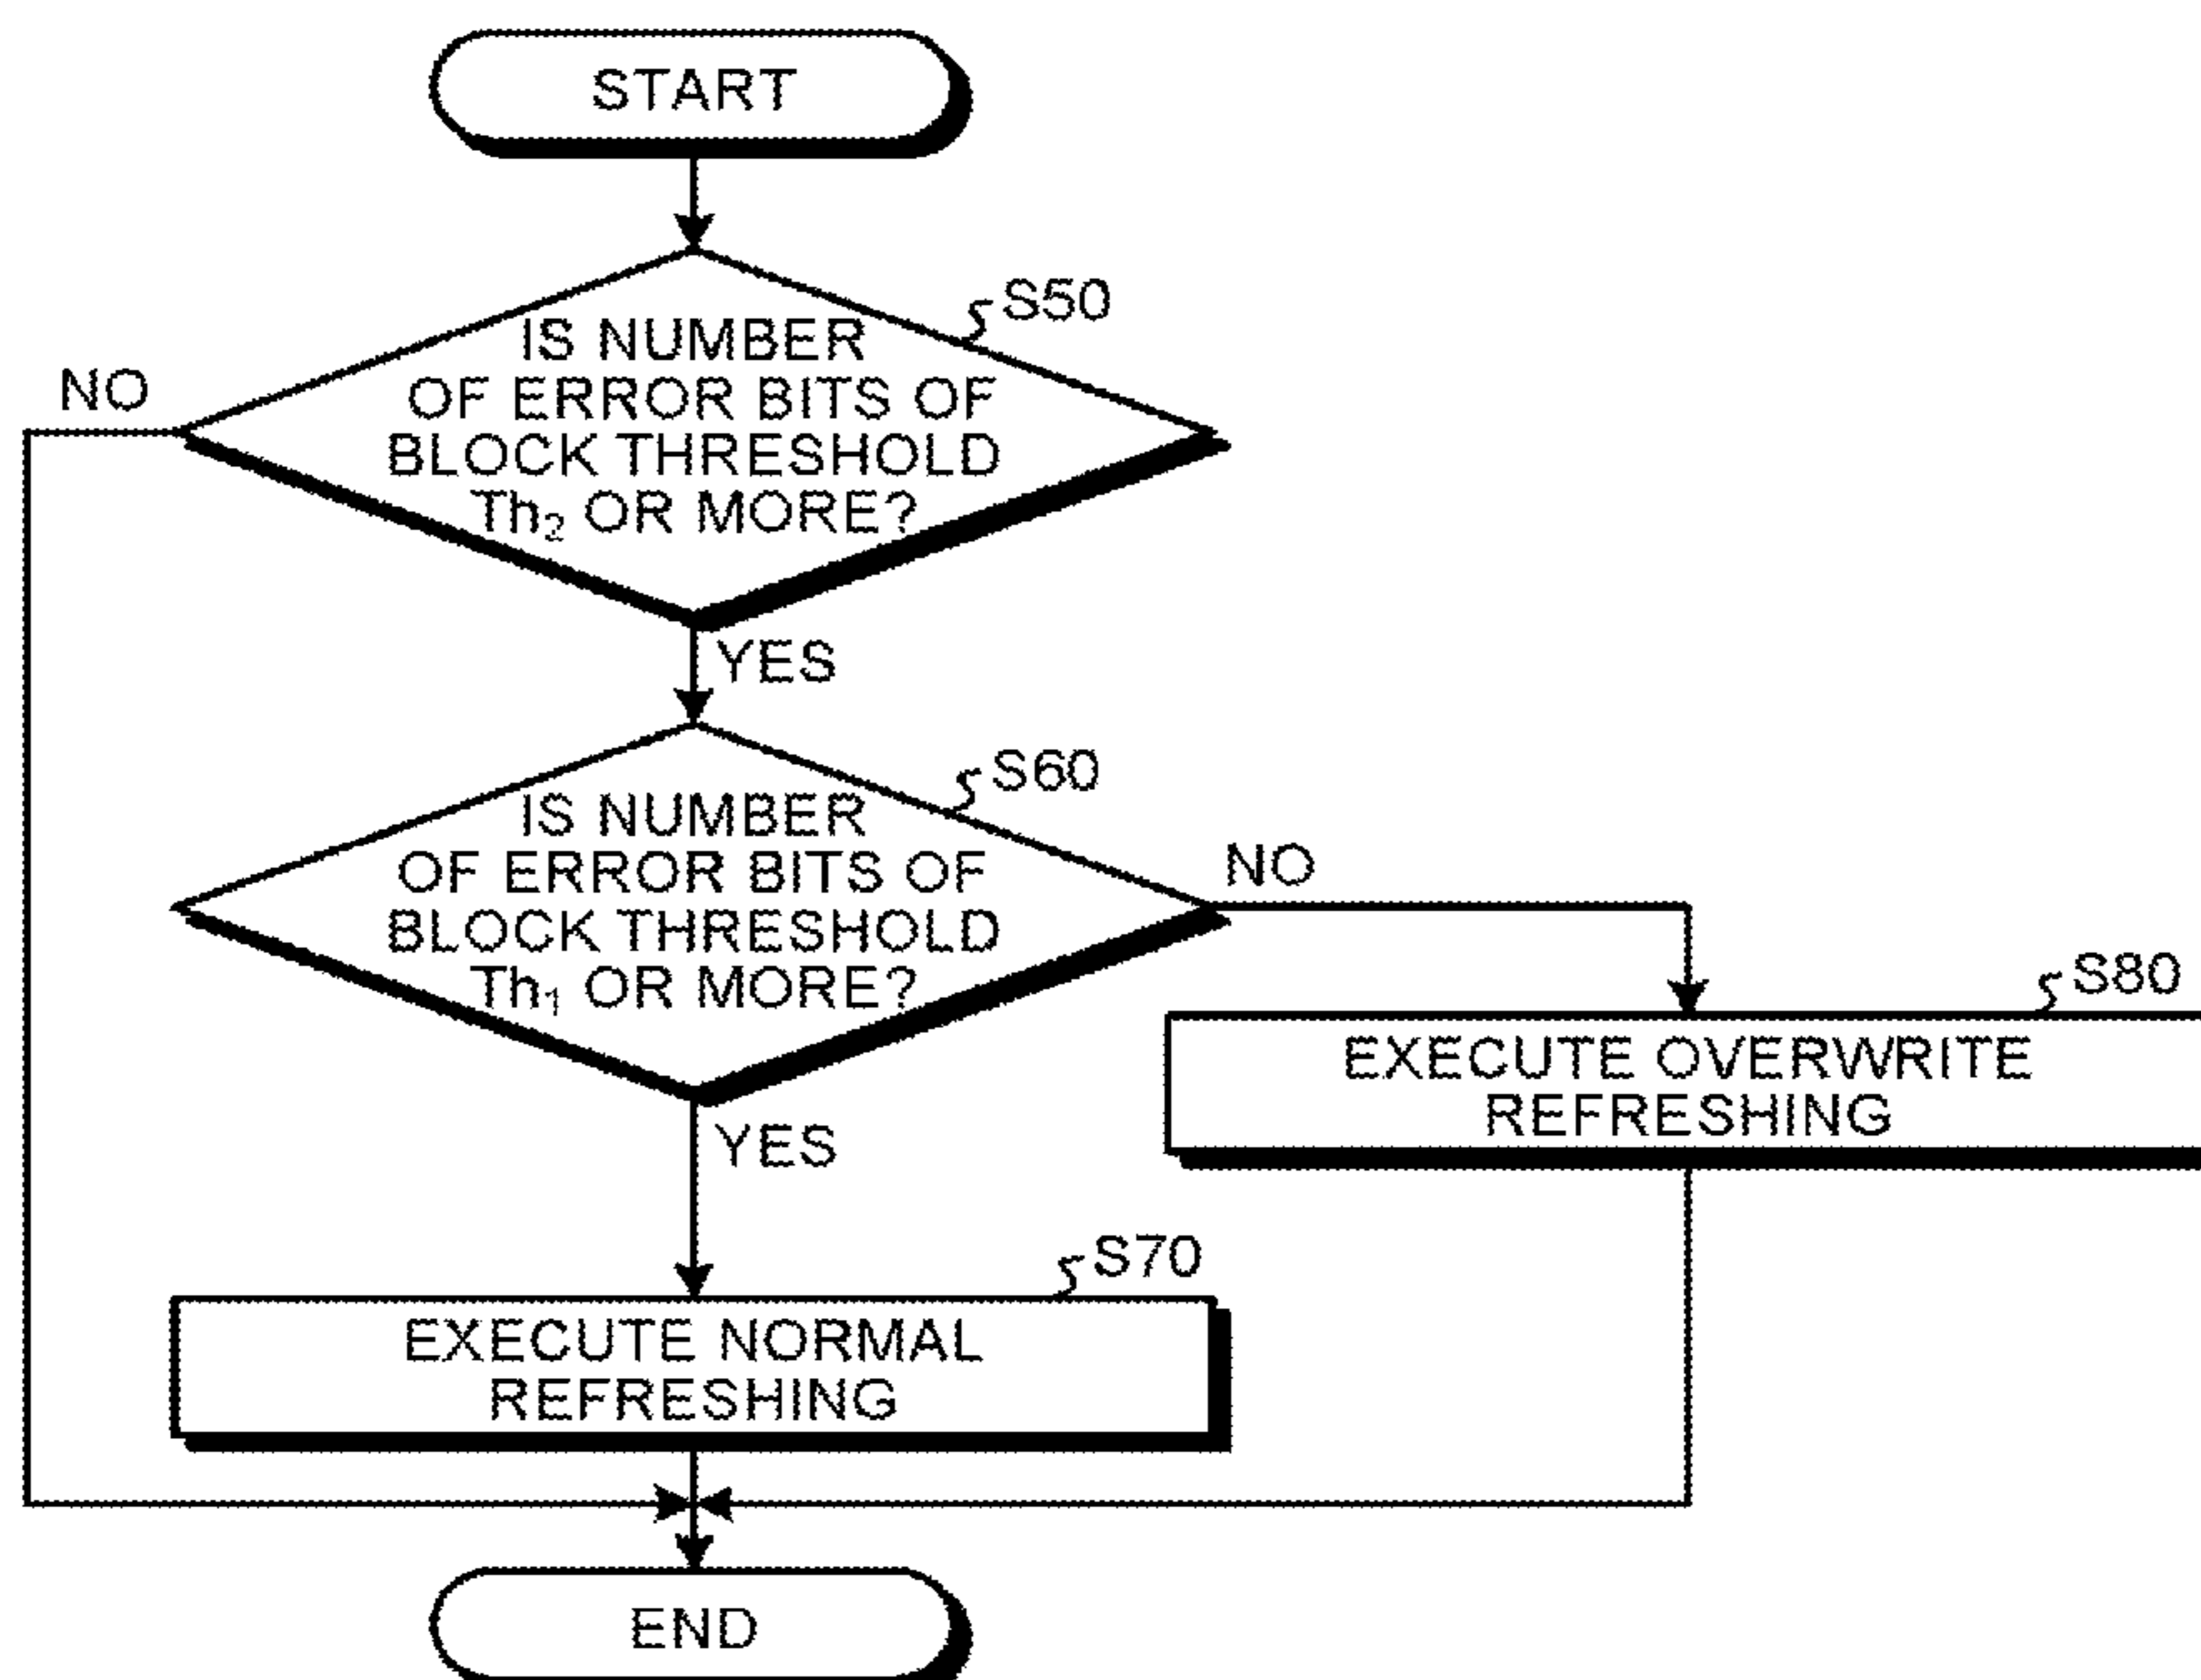 START
S50
IS NUMBER
OF ERROR BITS OF
BLOCK THRESHOLD
Th₂ OR MORE?
NO
YES
S60
IS NUMBER
OF ERROR BITS OF
BLOCK THRESHOLD
Th₁ OR MORE?
NO
YES
S80
EXECUTE OVERWRITE
REFRESHING
S70
EXECUTE NORMAL
REFRESHING
END